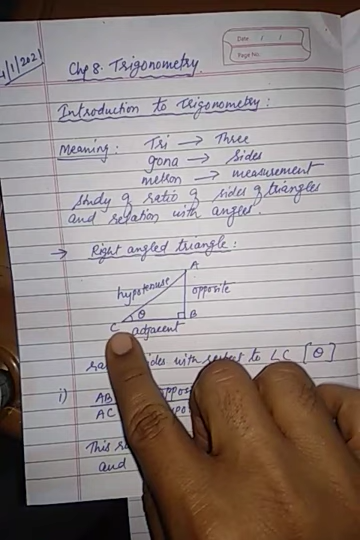 4/1/2021
Date / /
Page No.
Chp 8. Trigonometry.
Introduction to Trigonometry:
Meaning: Tri → Three
gona → Sides
metron → measurement
Study of ratio of sides of triangles
and relation with angles.
→ Right angled triangle:
A
hypotenuse
opposite
θ
B
C
adjacent
sides with respect to ∠C [θ]
i) AB
AC
This
and